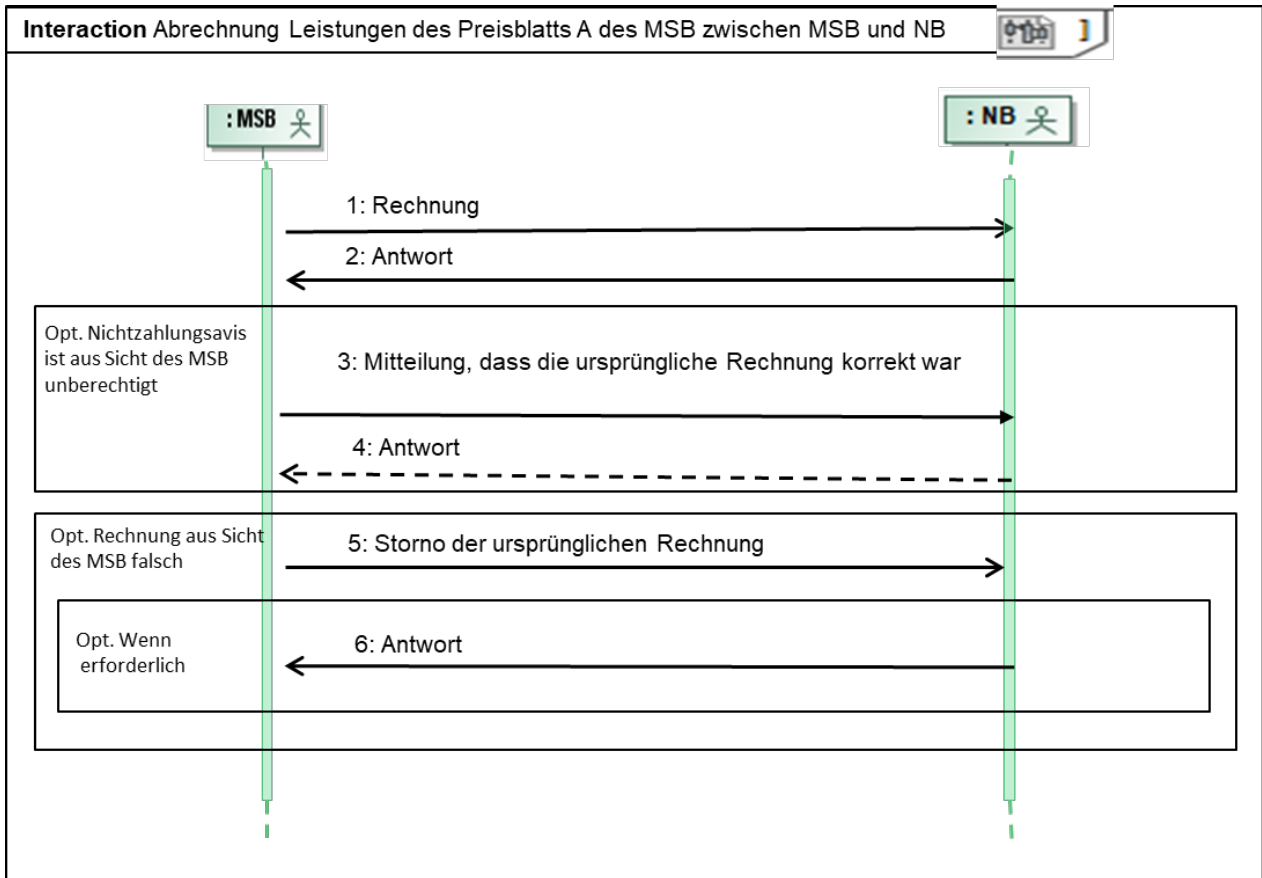 Interaction Abrechnung Leistungen des Preisblatts A des MSB zwischen MSB und NB
: MSB
: NB
1: Rechnung
2: Antwort
Opt. Nichtzahlungsavis
ist aus Sicht des MSB
unberechtigt
3: Mitteilung, dass die ursprüngliche Rechnung korrekt war
4: Antwort
Opt. Rechnung aus Sicht
des MSB falsch
5: Storno der ursprünglichen Rechnung
Opt. Wenn
erforderlich
6: Antwort